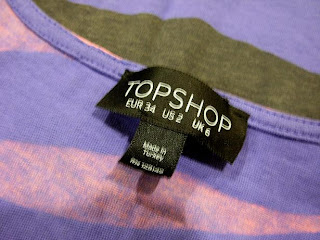 TOPSHOP
EUR 34 US 2 UK 6
Made in
Turkey